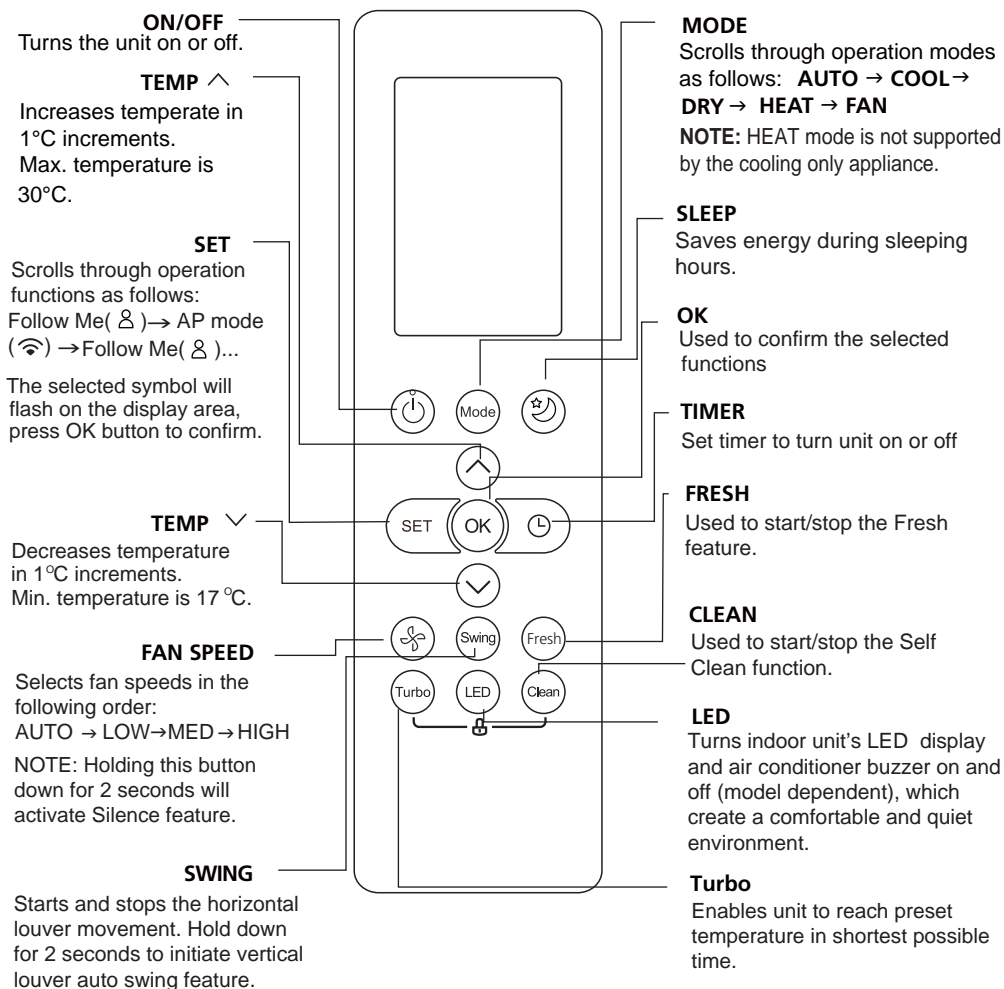 ON/OFF
Turns the unit on or off.
TEMP ∧
Increases temperate in
1°C increments.
Max. temperature is
30°C.
SET
Scrolls through operation
functions as follows:
Follow Me( ) → AP mode
( ) → Follow Me( )...
The selected symbol will
flash on the display area,
press OK button to confirm.
TEMP ∨
Decreases temperature
in 1°C increments.
Min. temperature is 17 °C.
FAN SPEED
Selects fan speeds in the
following order:
AUTO → LOW→MED → HIGH
NOTE: Holding this button
down for 2 seconds will
activate Silence feature.
SWING
Starts and stops the horizontal
louver movement. Hold down
for 2 seconds to initiate vertical
louver auto swing feature.
Mode
SET
OK
Swing
Fresh
Turbo
LED
Clean
MODE
Scrolls through operation modes
as follows: AUTO → COOL→
DRY → HEAT → FAN
NOTE: HEAT mode is not supported
by the cooling only appliance.
SLEEP
Saves energy during sleeping
hours.
OK
Used to confirm the selected
functions
TIMER
Set timer to turn unit on or off
FRESH
Used to start/stop the Fresh
feature.
CLEAN
Used to start/stop the Self
Clean function.
LED
Turns indoor unit's LED display
and air conditioner buzzer on and
off (model dependent), which
create a comfortable and quiet
environment.
Turbo
Enables unit to reach preset
temperature in shortest possible
time.